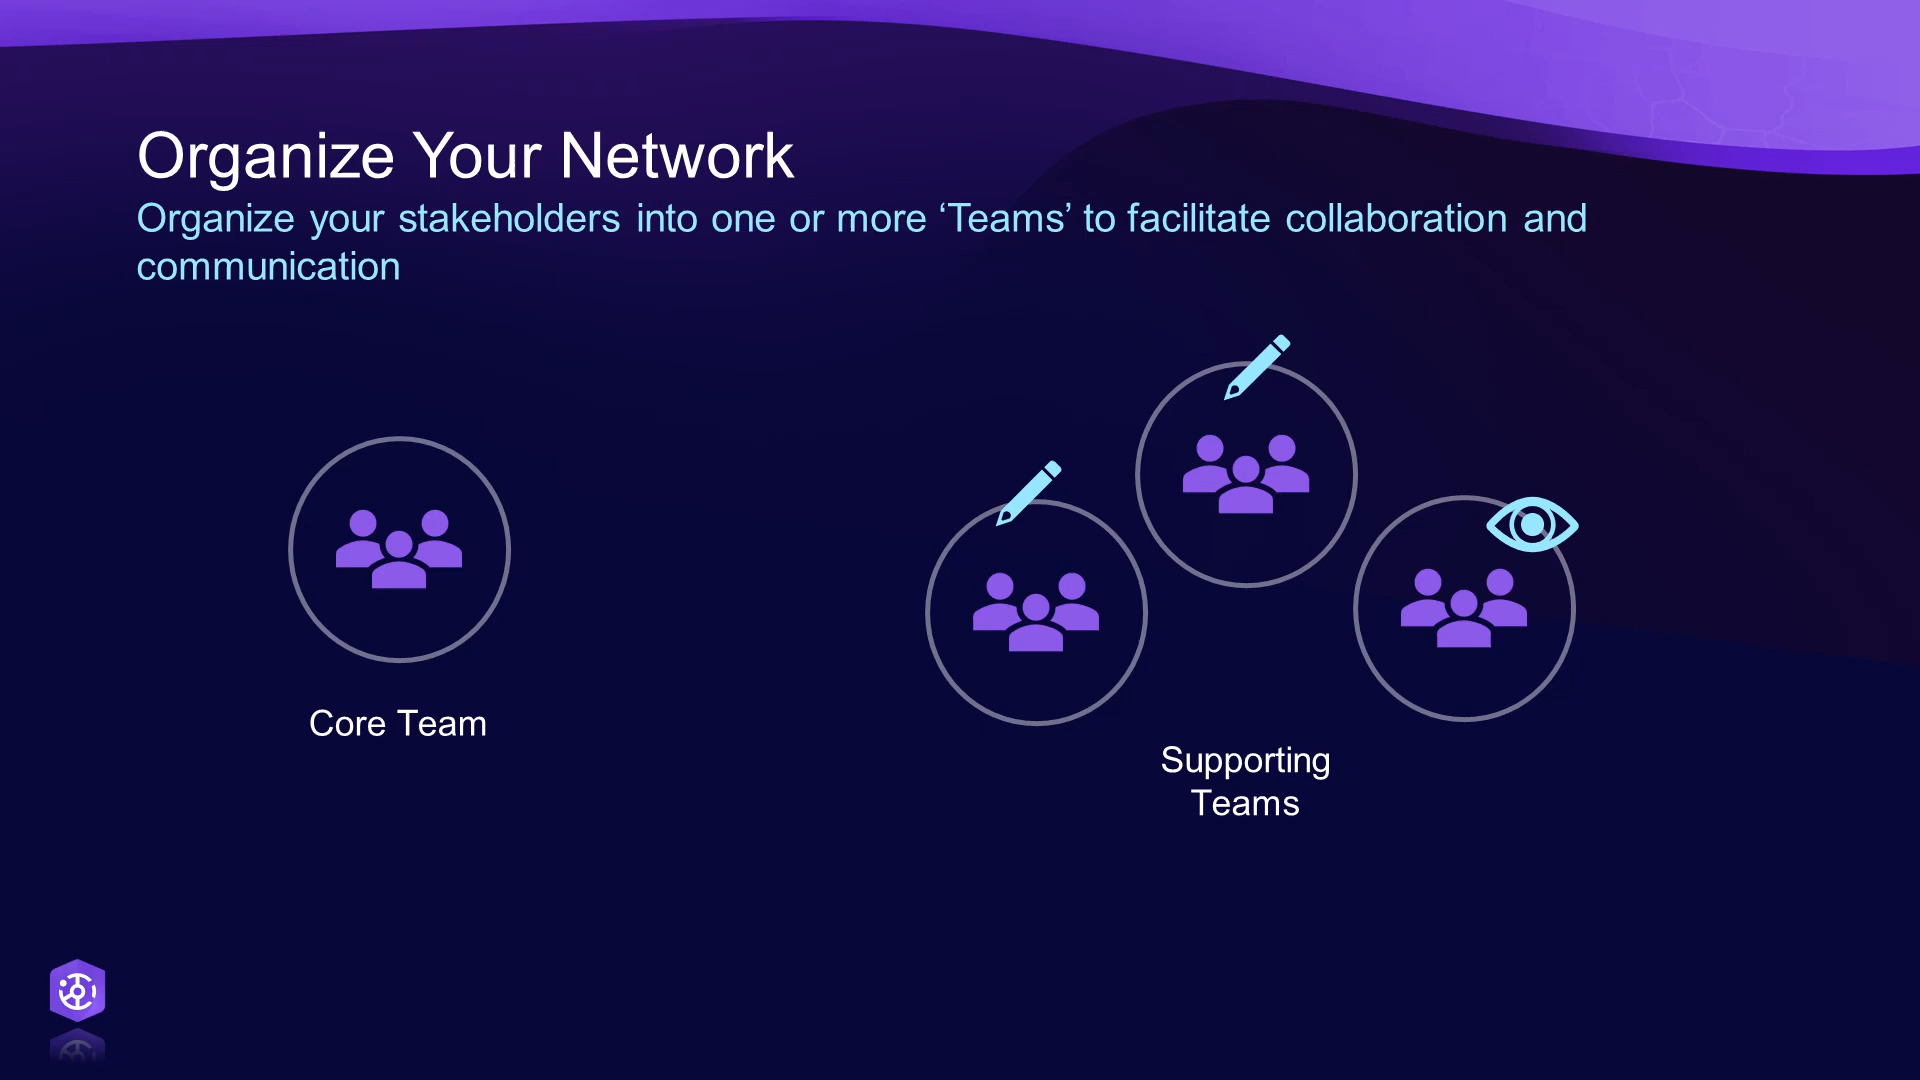 Organize Your Network
Organize your stakeholders into one or more ‘Teams’ to facilitate collaboration and
communication
Core Team
Supporting
Teams